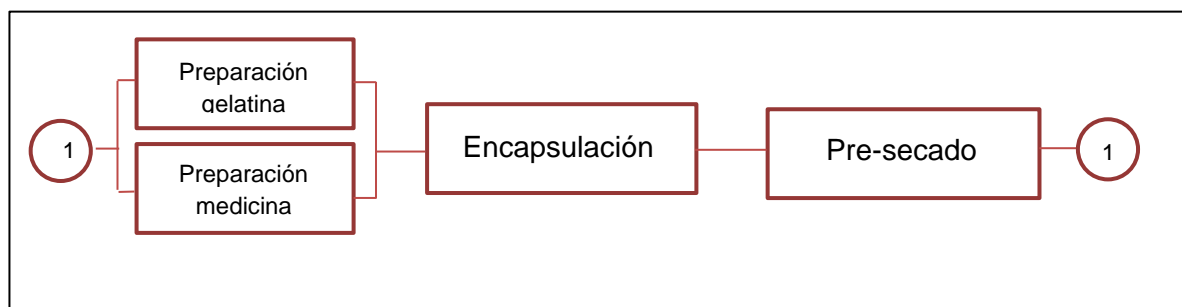 1
Preparación
gelatina
Preparación
medicina
Encapsulación
Pre-secado
1